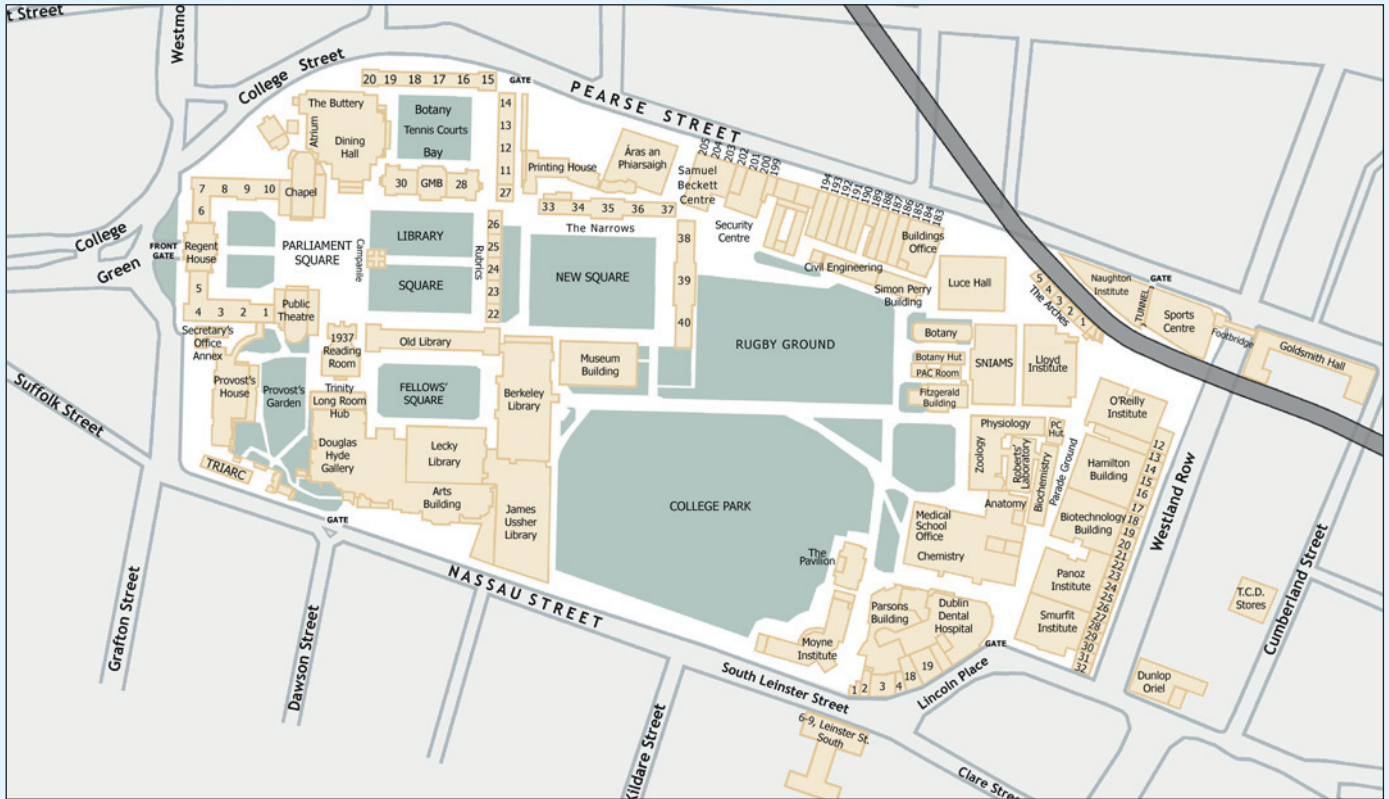 t Street
Westmo
College Street
PEARSE STREET
20 19 18 17 16 15
GATE
The Buttery
Atrium
Dining
Hall
Botany
Tennis Courts
Bay
14
13
12
11
27
Printing House
Áras an
Phiarsaigh
205
204
203
202
201
200
199
Samuel
Beckett
Centre
Security
Centre
194
193
192
191
190
189
188
187
186
185
184
183
Buildings
Office
Civil Engineering
Simon Perry
Building
Luce Hall
7 8 9 10
6
Chapel
30 GMB 28
33 34 35 36 37
The Narrows
College
Green
FRONT
GATE
Regent
House
PARLIAMENT
SQUARE
Campanile
LIBRARY
SQUARE
Rubrics
26
25
24
23
22
NEW SQUARE
38
39
40
RUGBY GROUND
5
4 3 2 1
Public
Theatre
Secretary's
Office
Annex
Provost's
House
Provost's
Garden
1937
Reading
Room
Old Library
Trinity
Long Room
Hub
FELLOWS'
SQUARE
Berkeley
Library
Museum
Building
Douglas
Hyde
Gallery
Lecky
Library
Arts
Building
James
Ussher
Library
TRIARC
GATE
COLLEGE PARK
The
Pavilion
Botany
Botany Hut
PAC Room
Fitzgerald
Building
SNIAMS
Lloyd
Institute
5
4
3
2
1
The Arches
Naughton
Institute
GATE
TUNNEL
Sports
Centre
Footbridge
Goldsmith Hall
Physiology
PC
Hut
Zoology
Roberts'
Laboratory
Biochemistry
Parade Ground
Anatomy
Medical
School
Office
Chemistry
O'Reilly
Institute
Hamilton
Building
Biotechnology
Building
Panoz
Institute
Smurfit
Institute
12
13
14
15
16
17
18
19
20
21
22
23
24
25
26
27
28
29
30
31
32
Westland Row
Cumberland Street
T.C.D.
Stores
Dunlop
Oriel
Parsons
Building
Dublin
Dental
Hospital
GATE
Moyne
Institute
1 2 3 4 18 19
Lincoln Place
South Leinster Street
6-9, Leinster St.
South
Clare Stree
Suffolk Street
Grafton Street
Dawson Street
NASSAU STREET
Kildare Street